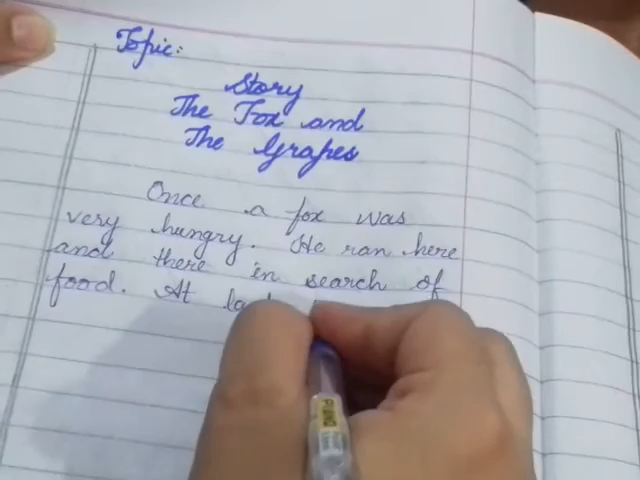 Topic:
Story
The Fox and
The Grapes
Once a fox was
very hungry. He ran here
and there in search of
food. At